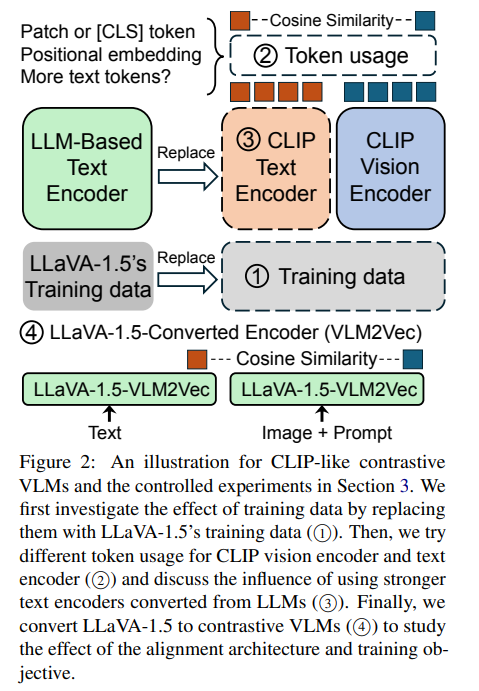 Patch or [CLS] token
Positional embedding
More text tokens?
--Cosine Similarity--
② Token usage
LLM-Based
Text
Encoder
Replace
③ CLIP
Text
Encoder
CLIP
Vision
Encoder
LLaVA-1.5's
Training data
Replace
① Training data
④ LLaVA-1.5-Converted Encoder (VLM2Vec)
--- Cosine Similarity---
LLaVA-1.5-VLM2Vec
LLaVA-1.5-VLM2Vec
Text
Image + Prompt
Figure 2: An illustration for CLIP-like contrastive
VLMs and the controlled experiments in Section 3. We
first investigate the effect of training data by replacing
them with LLaVA-1.5's training data (①). Then, we try
different token usage for CLIP vision encoder and text
encoder (②) and discuss the influence of using stronger
text encoders converted from LLMs (③). Finally, we
convert LLaVA-1.5 to contrastive VLMs (④) to study
the effect of the alignment architecture and training ob-
jective.